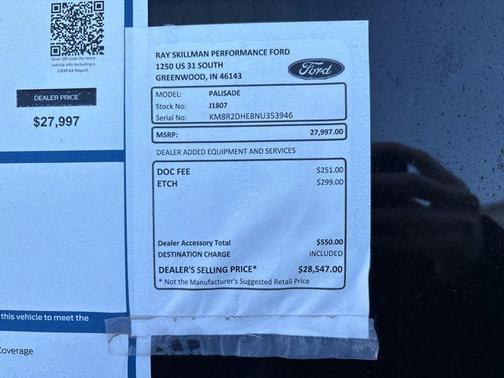 Scan QR code for more
vehicle info including a
CARFAX Report.
DEALER PRICE
$27,997
this vehicle to meet the
Coverage
RAY SKILLMAN PERFORMANCE FORD
1250 US 31 SOUTH
GREENWOOD, IN 46143
Ford
MODEL: PALISADE
Stock No: J1807
Serial No: KM8R2DHE8NU353946
MSRP: 27,997.00
DEALER ADDED EQUIPMENT AND SERVICES
DOC FEE $251.00
ETCH $299.00
Dealer Accessory Total $550.00
DESTINATION CHARGE INCLUDED
DEALER'S SELLING PRICE* $28,547.00
* Not the Manufacturer's Suggested Retail Price